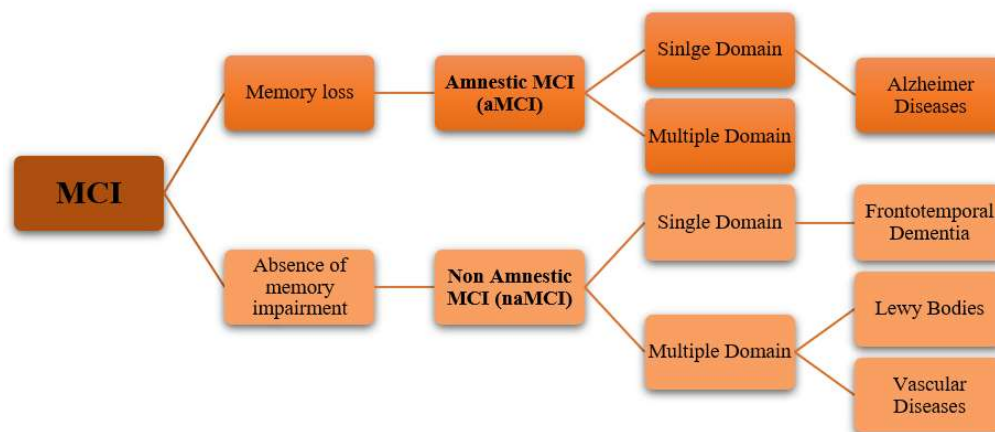 MCI
Memory loss
Amnestic MCI
(aMCI)
Sinlge Domain
Alzheimer
Diseases
Multiple Domain
Absence of
memory
impairment
Non Amnestic
MCI (naMCI)
Single Domain
Frontotemporal
Dementia
Multiple Domain
Lewy Bodies
Vascular
Diseases